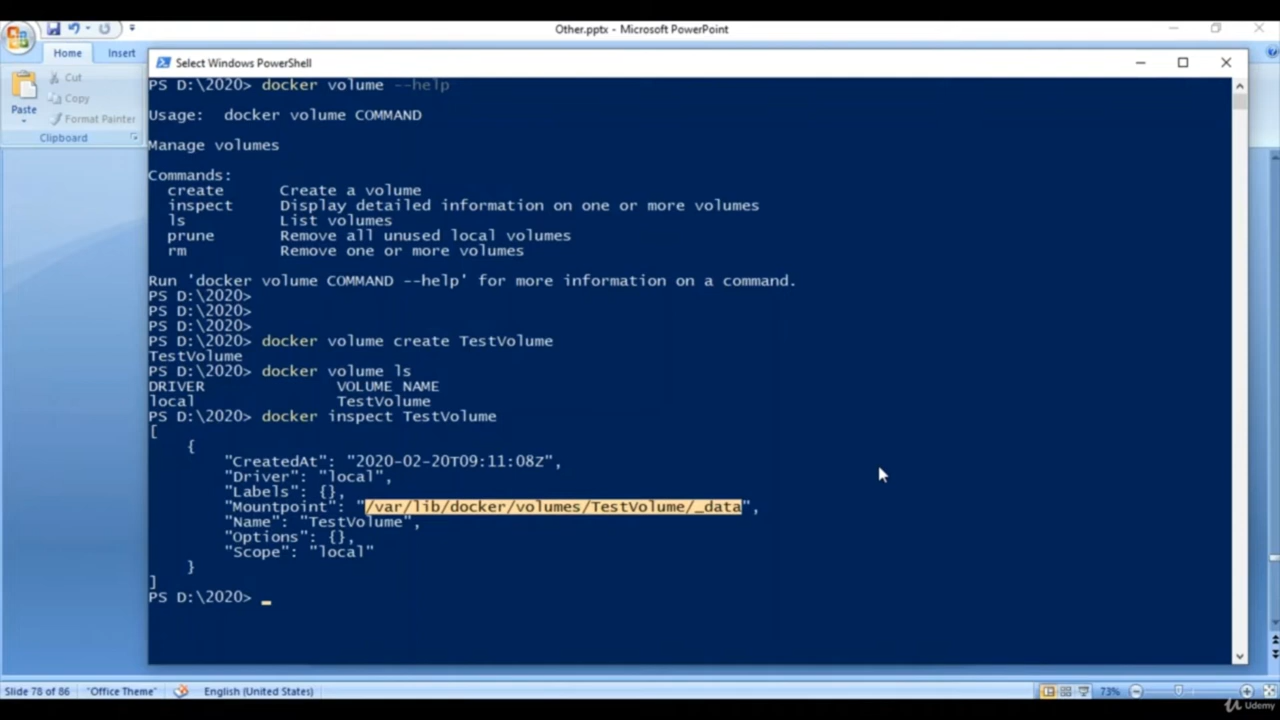 Other.pptx - Microsoft PowerPoint
Home Insert
Cut
Copy
Paste
Format Painter
Clipboard
Select Windows PowerShell
PS D:\2020> docker volume --help
Usage:  docker volume COMMAND
Manage volumes
Commands:
create      Create a volume
inspect     Display detailed information on one or more volumes
ls          List volumes
prune       Remove all unused local volumes
rm          Remove one or more volumes
Run 'docker volume COMMAND --help' for more information on a command.
PS D:\2020>
PS D:\2020>
PS D:\2020>
PS D:\2020> docker volume create TestVolume
TestVolume
PS D:\2020> docker volume ls
DRIVER              VOLUME NAME
local               TestVolume
PS D:\2020> docker inspect TestVolume
[
    {
        "CreatedAt": "2020-02-20T09:11:08Z",
        "Driver": "local",
        "Labels": {},
        "Mountpoint": "/var/lib/docker/volumes/TestVolume/_data",
        "Name": "TestVolume",
        "Options": {},
        "Scope": "local"
    }
]
PS D:\2020> _
Slide 78 of 86 "Office Theme" English (United States) 73%
Udemy